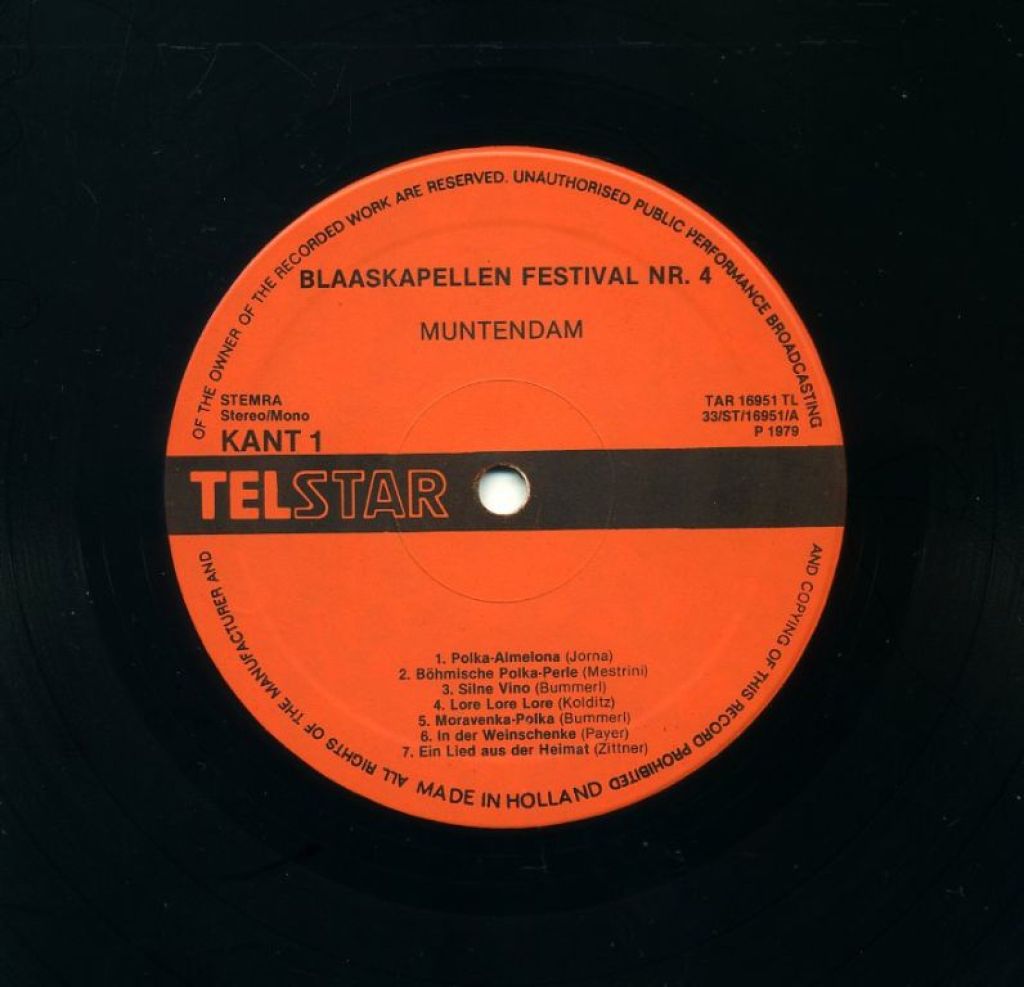 ALL RIGHTS OF THE MANUFACTURER AND OF THE OWNER OF THE RECORDED WORK ARE RESERVED. UNAUTHORISED PUBLIC PERFORMANCE BROADCASTING AND COPYING OF THIS RECORD PROHIBITED
BLAASKAPELLEN FESTIVAL NR. 4
MUNTENDAM
STEMRA
Stereo/Mono
KANT 1
TAR 16951 TL
33/ST/16951/A
P 1979
TELSTAR
1. Polka-Almelona (Jorna)
2. Böhmische Polka-Perle (Mestrini)
3. Silne Vino (Bummerl)
4. Lore Lore Lore (Kolditz)
5. Moravenka-Polka (Bummerl)
6. In der Weinschenke (Payer)
7. Ein Lied aus der Heimat (Zittner)
MADE IN HOLLAND